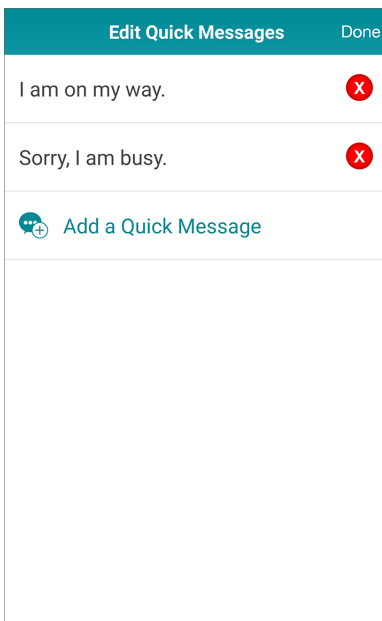 Edit Quick Messages Done
I am on my way. X
Sorry, I am busy. X
Add a Quick Message